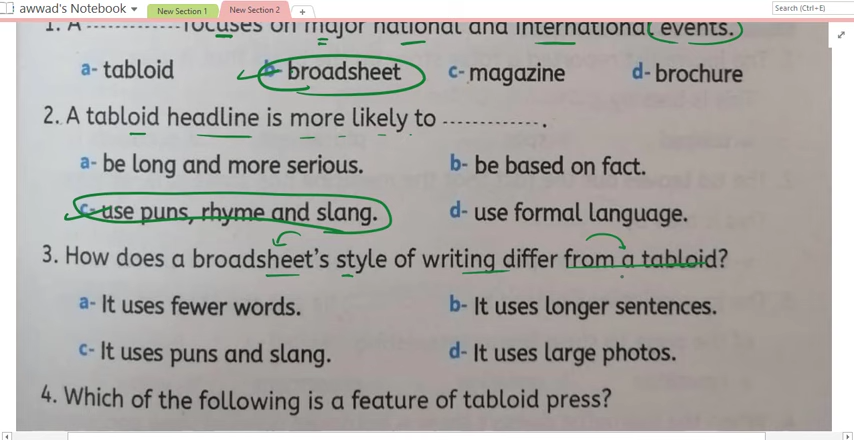 awwad's Notebook
New Section 1
New Section 2
+
Search (Ctrl+E)
1. A ------------- focuses on major national and international events.
a- tabloid b- broadsheet c- magazine d- brochure
2. A tabloid headline is more likely to ------------- .
a- be long and more serious. b- be based on fact.
c- use puns, rhyme and slang. d- use formal language.
3. How does a broadsheet's style of writing differ from a tabloid?
a- It uses fewer words. b- It uses longer sentences.
c- It uses puns and slang. d- It uses large photos.
4. Which of the following is a feature of tabloid press?